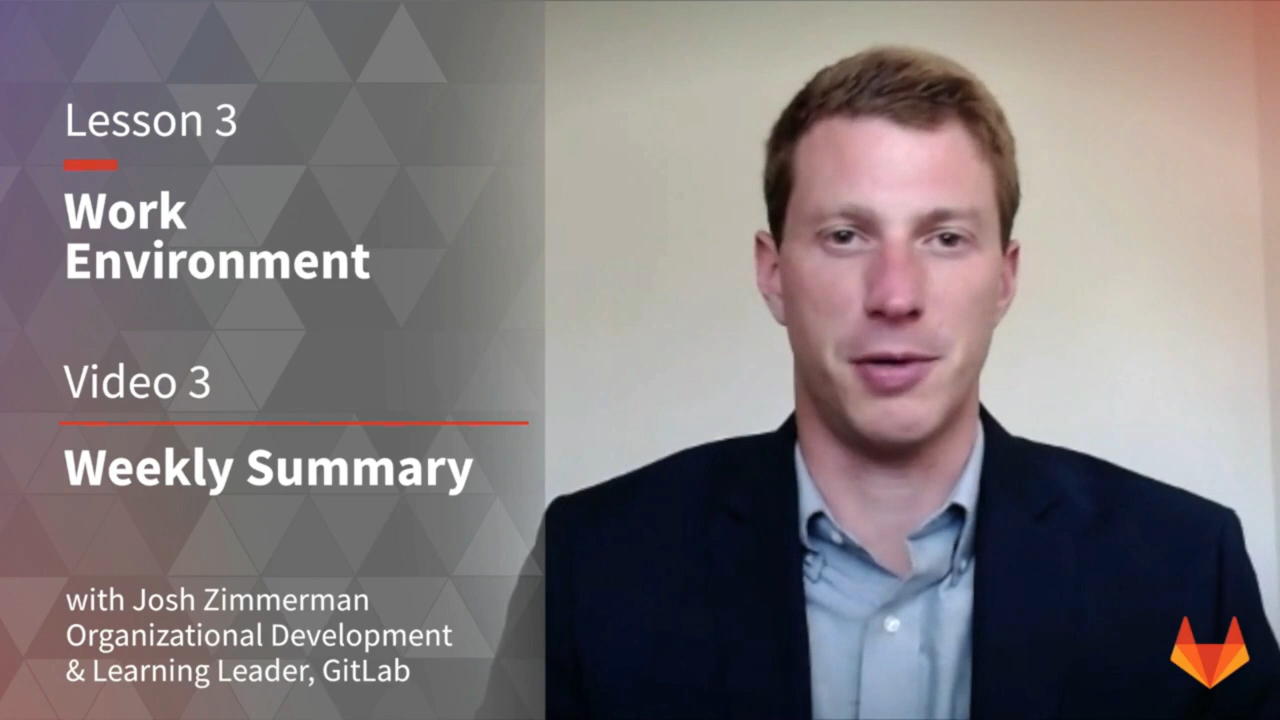 Lesson 3
Work
Environment
Video 3
Weekly Summary
with Josh Zimmerman
Organizational Development
& Learning Leader, GitLab